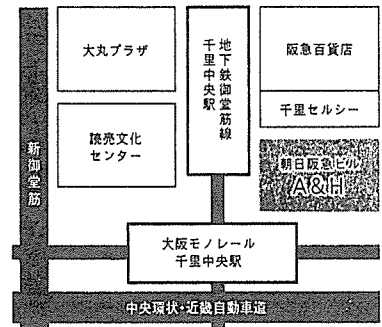 大丸プラザ
地下鉄御堂筋線
千里中央駅
阪急百貨店
千里セルシー
読売文化
センター
新御堂筋
朝日阪急ビル
A&H
大阪モノレール
千里中央駅
中央環状・近畿自動車道